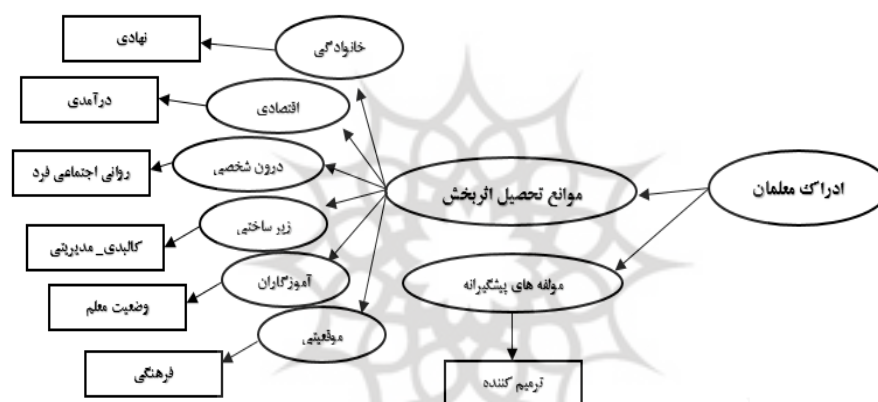 ادراک معلمان
موانع تحصیل اثربخش
خانوادگی
نهادی
اقتصادی
درآمدی
درون شخصی
روانی اجتماعی فرد
زیر ساختی
کالبدی_ مدیریتی
آموزگاران
وضعیت معلم
موقعیتی
فرهنگی
مولفه های پیشگیرانه
ترمیم کننده